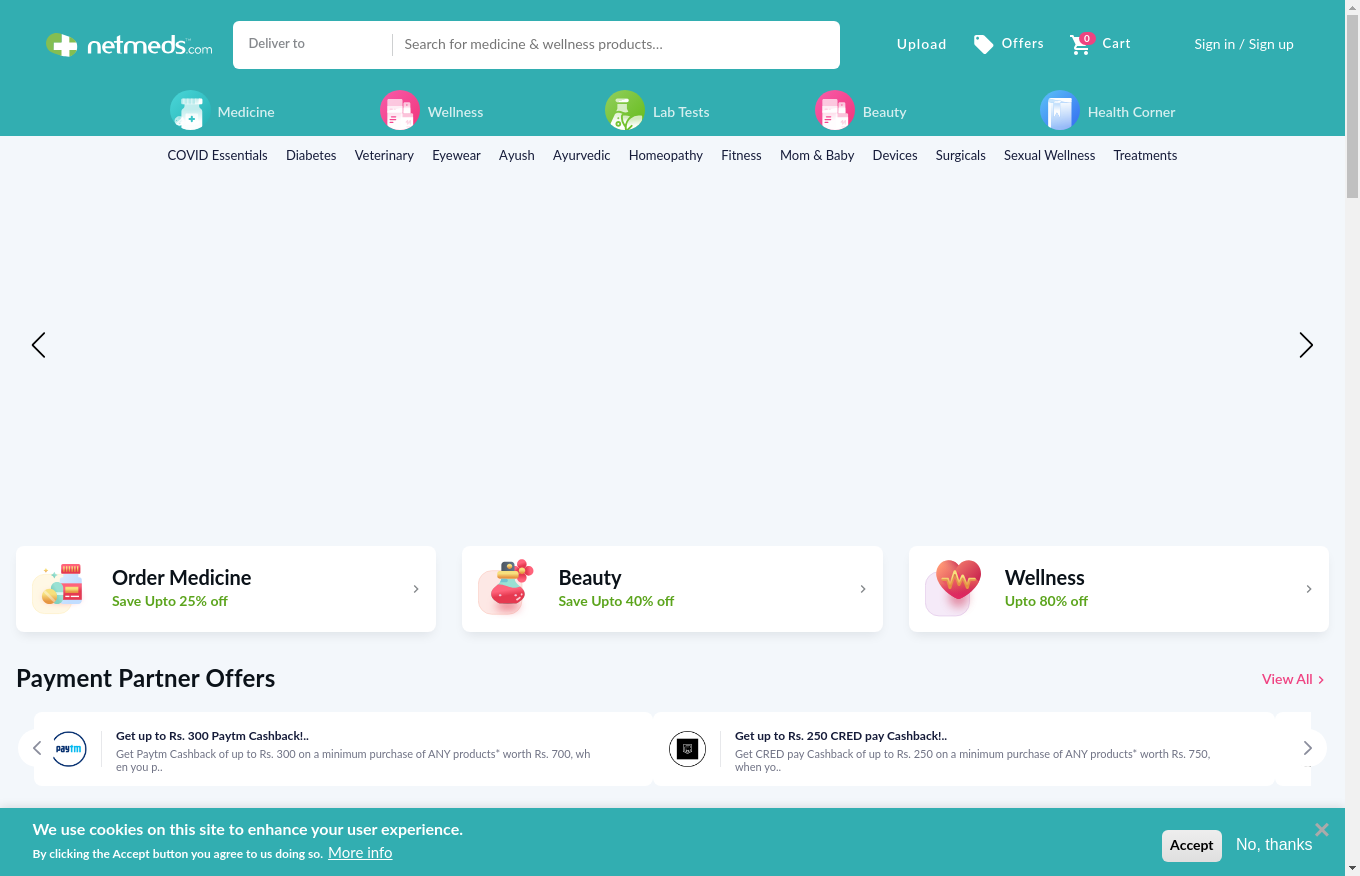 netmeds.com
Deliver to
Search for medicine & wellness products...
Upload
Offers
0
Cart
Sign in / Sign up
Medicine
Wellness
Lab Tests
Beauty
Health Corner
COVID Essentials Diabetes Veterinary Eyewear Ayush Ayurvedic Homeopathy Fitness Mom & Baby Devices Surgicals Sexual Wellness Treatments
Order Medicine
Save Upto 25% off
Beauty
Save Upto 40% off
Wellness
Upto 80% off
Payment Partner Offers
View All
paytm
Get up to Rs. 300 Paytm Cashback!..
Get Paytm Cashback of up to Rs. 300 on a minimum purchase of ANY products* worth Rs. 700, wh
en you p..
Get up to Rs. 250 CRED pay Cashback!..
Get CRED pay Cashback of up to Rs. 250 on a minimum purchase of ANY products* worth Rs. 750,
when yo..
We use cookies on this site to enhance your user experience.
By clicking the Accept button you agree to us doing so. More info
Accept
No, thanks